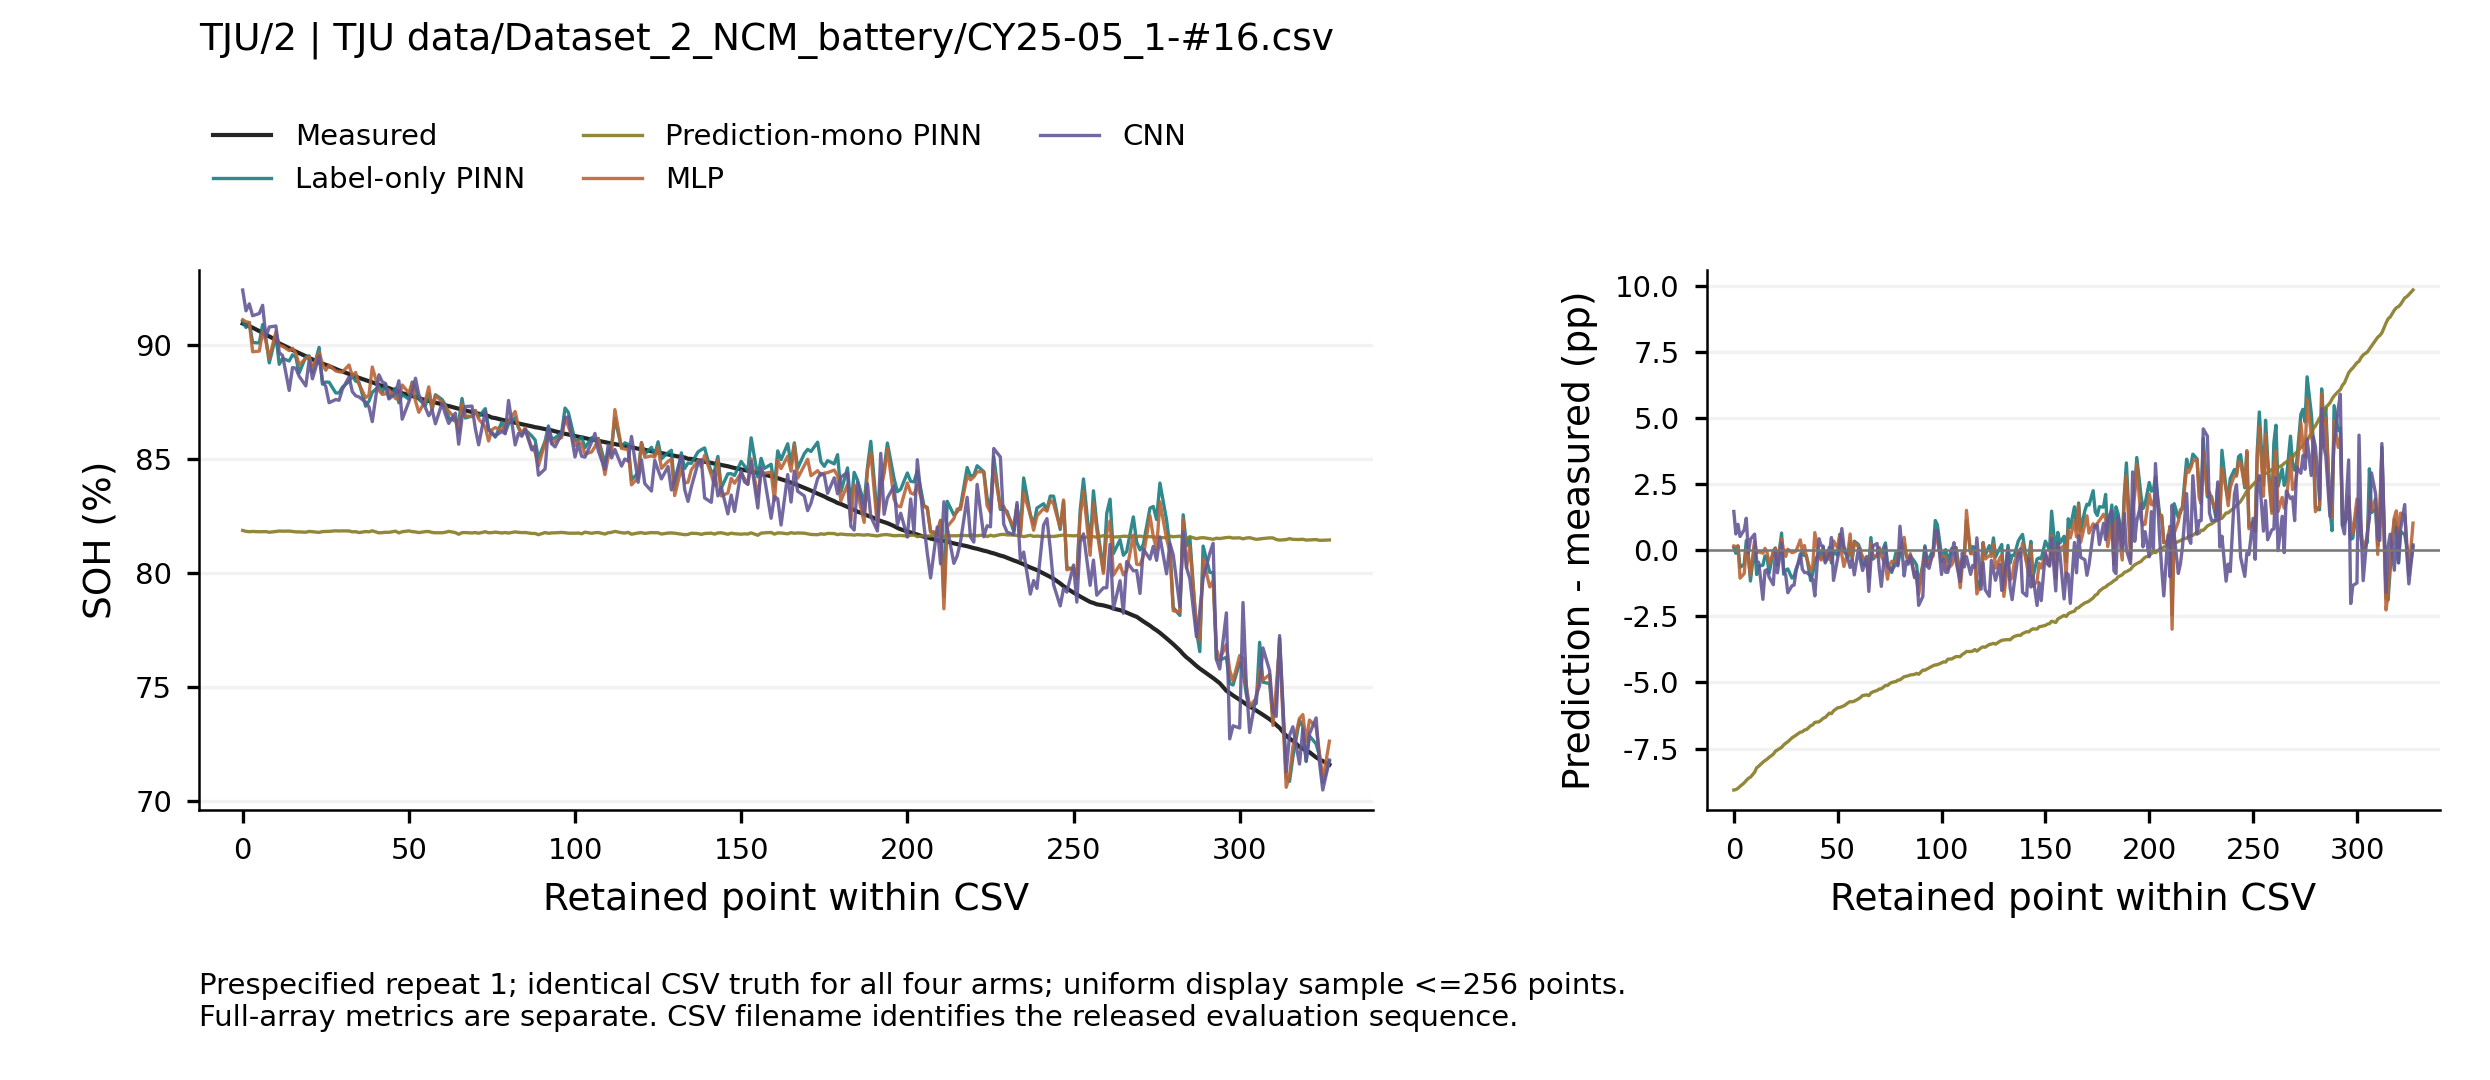 TJU/2 | TJU data/Dataset_2_NCM_battery/CY25-05_1-#16.csv
Measured
Label-only PINN
Prediction-mono PINN
MLP
CNN
SOH (%)
90
85
80
75
70
0 50 100 150 200 250 300
Retained point within CSV
Prediction - measured (pp)
10.0
7.5
5.0
2.5
0.0
-2.5
-5.0
-7.5
0 50 100 150 200 250 300
Retained point within CSV
Prespecified repeat 1; identical CSV truth for all four arms; uniform display sample <=256 points.
Full-array metrics are separate. CSV filename identifies the released evaluation sequence.